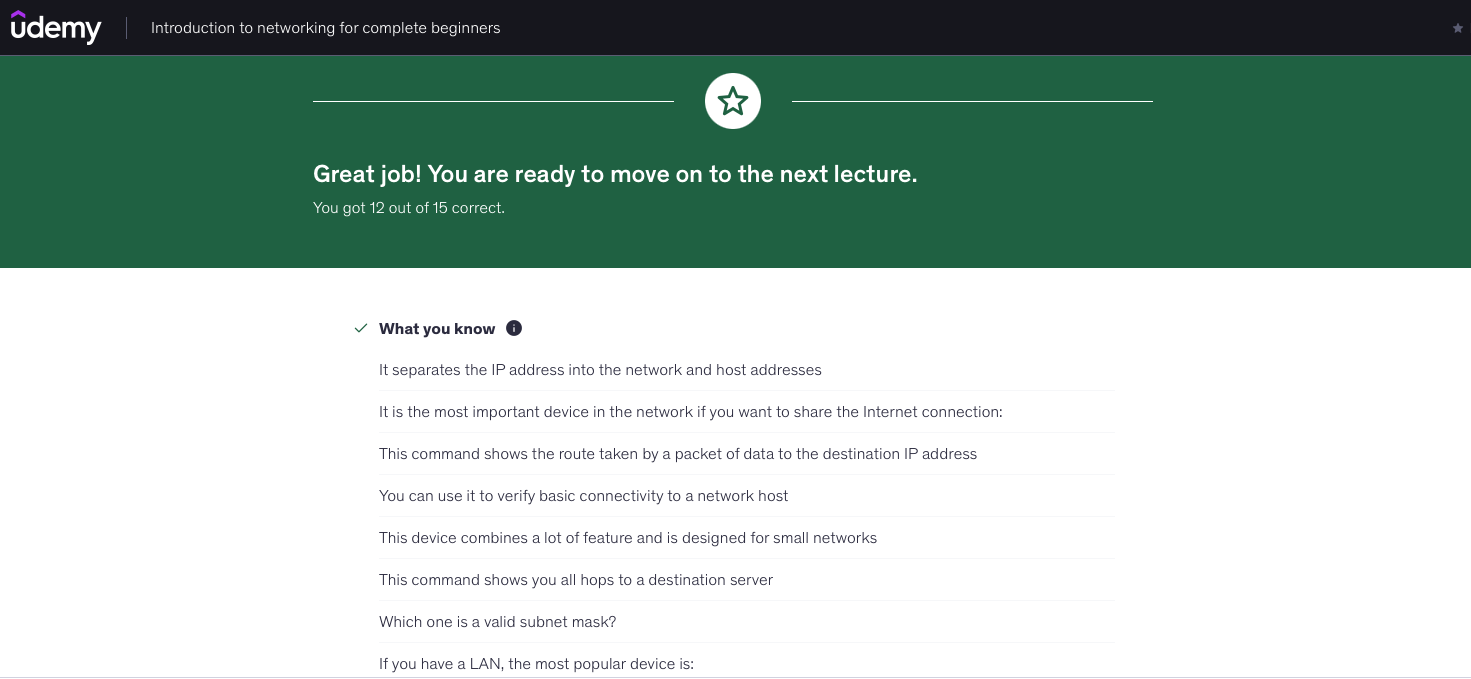 udemy
Introduction to networking for complete beginners
Great job! You are ready to move on to the next lecture.
You got 12 out of 15 correct.
What you know
It separates the IP address into the network and host addresses
It is the most important device in the network if you want to share the Internet connection:
This command shows the route taken by a packet of data to the destination IP address
You can use it to verify basic connectivity to a network host
This device combines a lot of feature and is designed for small networks
This command shows you all hops to a destination server
Which one is a valid subnet mask?
If you have a LAN, the most popular device is: